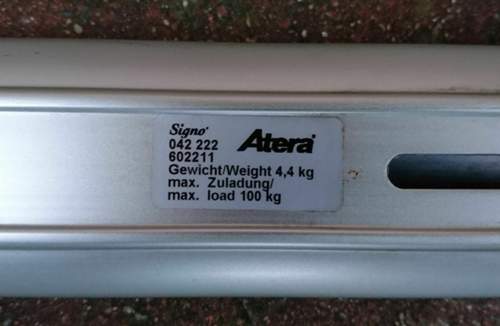 Signo
Atera
042 222
602211
Gewicht/Weight 4,4 kg
max. Zuladung/
max. load 100 kg